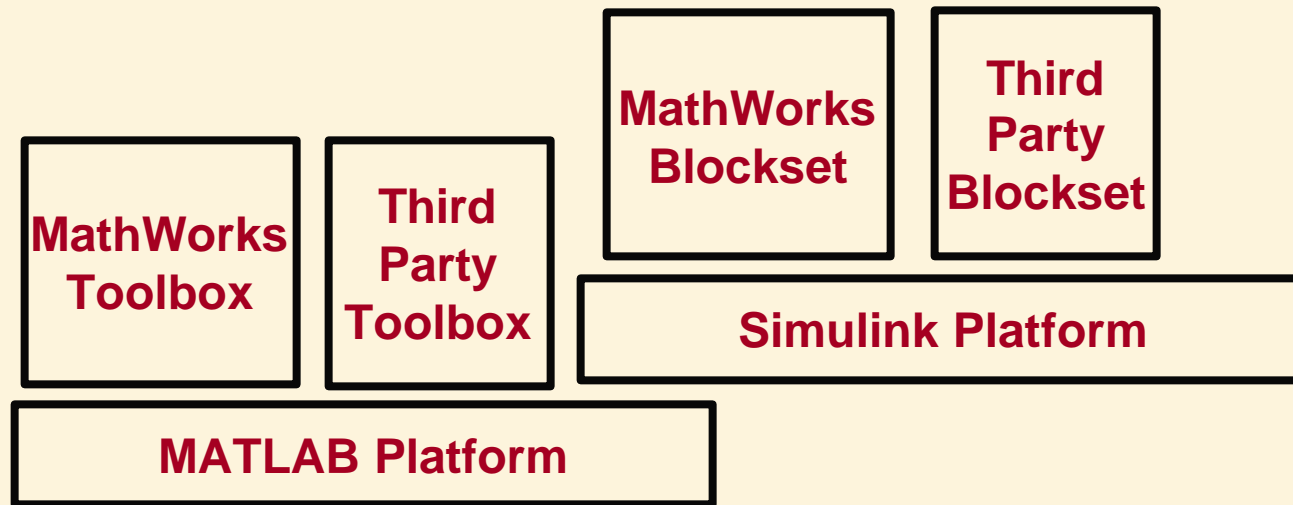 MathWorks
Toolbox
Third
Party
Toolbox
MathWorks
Blockset
Third
Party
Blockset
Simulink Platform
MATLAB Platform